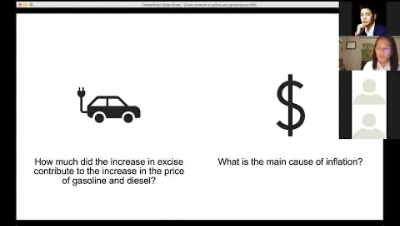 How much did the increase in excise
contribute to the increase in the price
of gasoline and diesel?
$
What is the main cause of inflation?